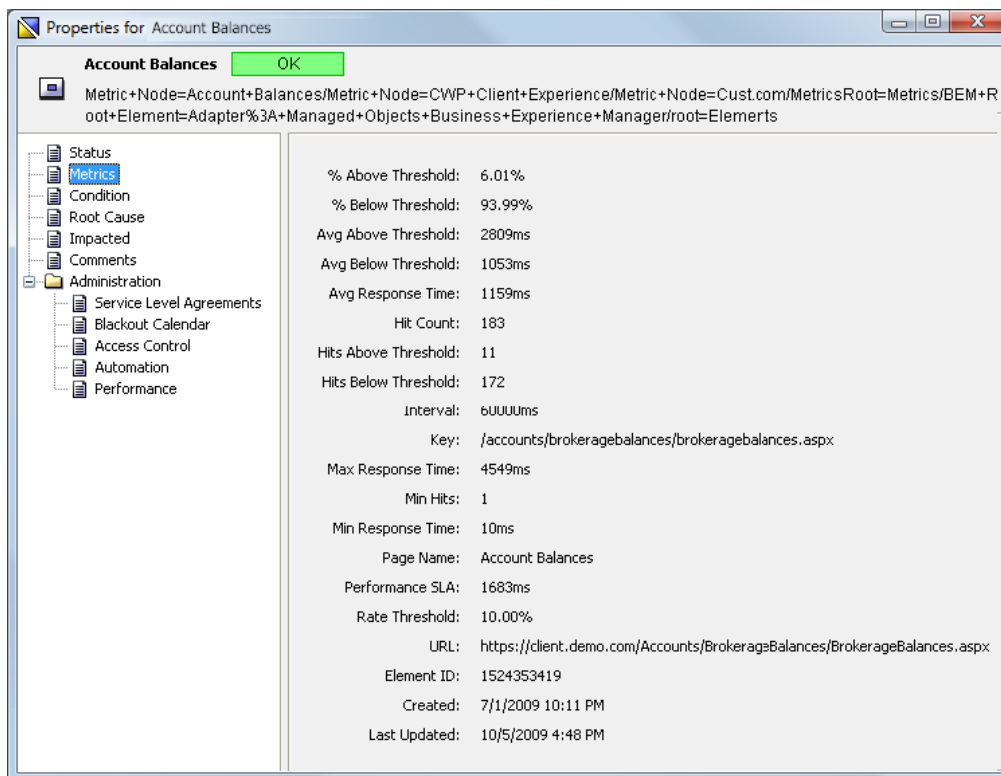 Properties for Account Balances
Account Balances OK
Metric+Node=Account+Balances/Metric+Node=CWP+Client+Experience/Metric+Node=Cust.com/MetricsRoot=Metrics/BEM+R
oot+Element=Adapter%3A+Managed+Objects+Business+Experience+Manager/root=Elemerts
Status
Metrics
Condition
Root Cause
Impacted
Comments
Administration
Service Level Agreements
Blackout Calendar
Access Control
Automation
Performance
% Above Threshold: 6.01%
% Below Threshold: 93.99%
Avg Above Threshold: 2809ms
Avg Below Threshold: 1053ms
Avg Response Time: 1159ms
Hit Count: 183
Hits Above Threshold: 11
Hits Below Threshold: 172
Interval: 60000ms
Key: /accounts/brokeragebalances/brokeragebalances.aspx
Max Response Time: 4549ms
Min Hits: 1
Min Response Time: 10ms
Page Name: Account Balances
Performance SLA: 1683ms
Rate Threshold: 10.00%
URL: https://client.demo.com/Accounts/BrokerageBalances/BrokerageBalances.aspx
Element ID: 1524353419
Created: 7/1/2009 10:11 PM
Last Updated: 10/5/2009 4:48 PM